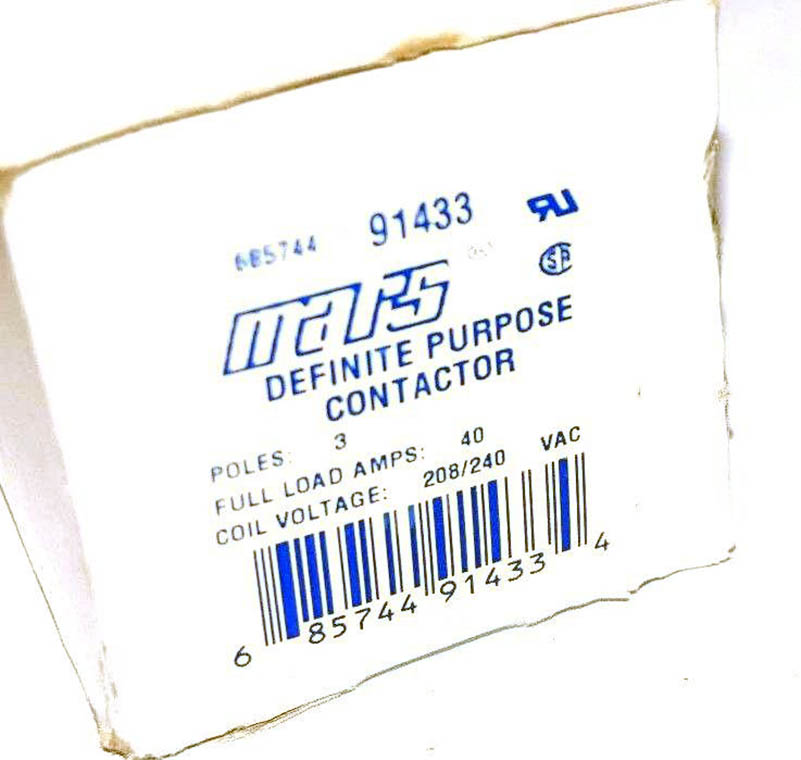 685744 91433
mars
DEFINITE PURPOSE
CONTACTOR
POLES: 3
FULL LOAD AMPS: 40
COIL VOLTAGE: 208/240 VAC
6 85744 91433 4